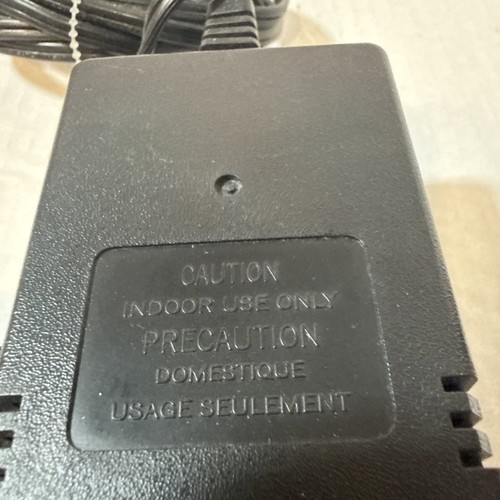 CAUTION
INDOOR USE ONLY
PRECAUTION
DOMESTIQUE
USAGE SEULEMENT